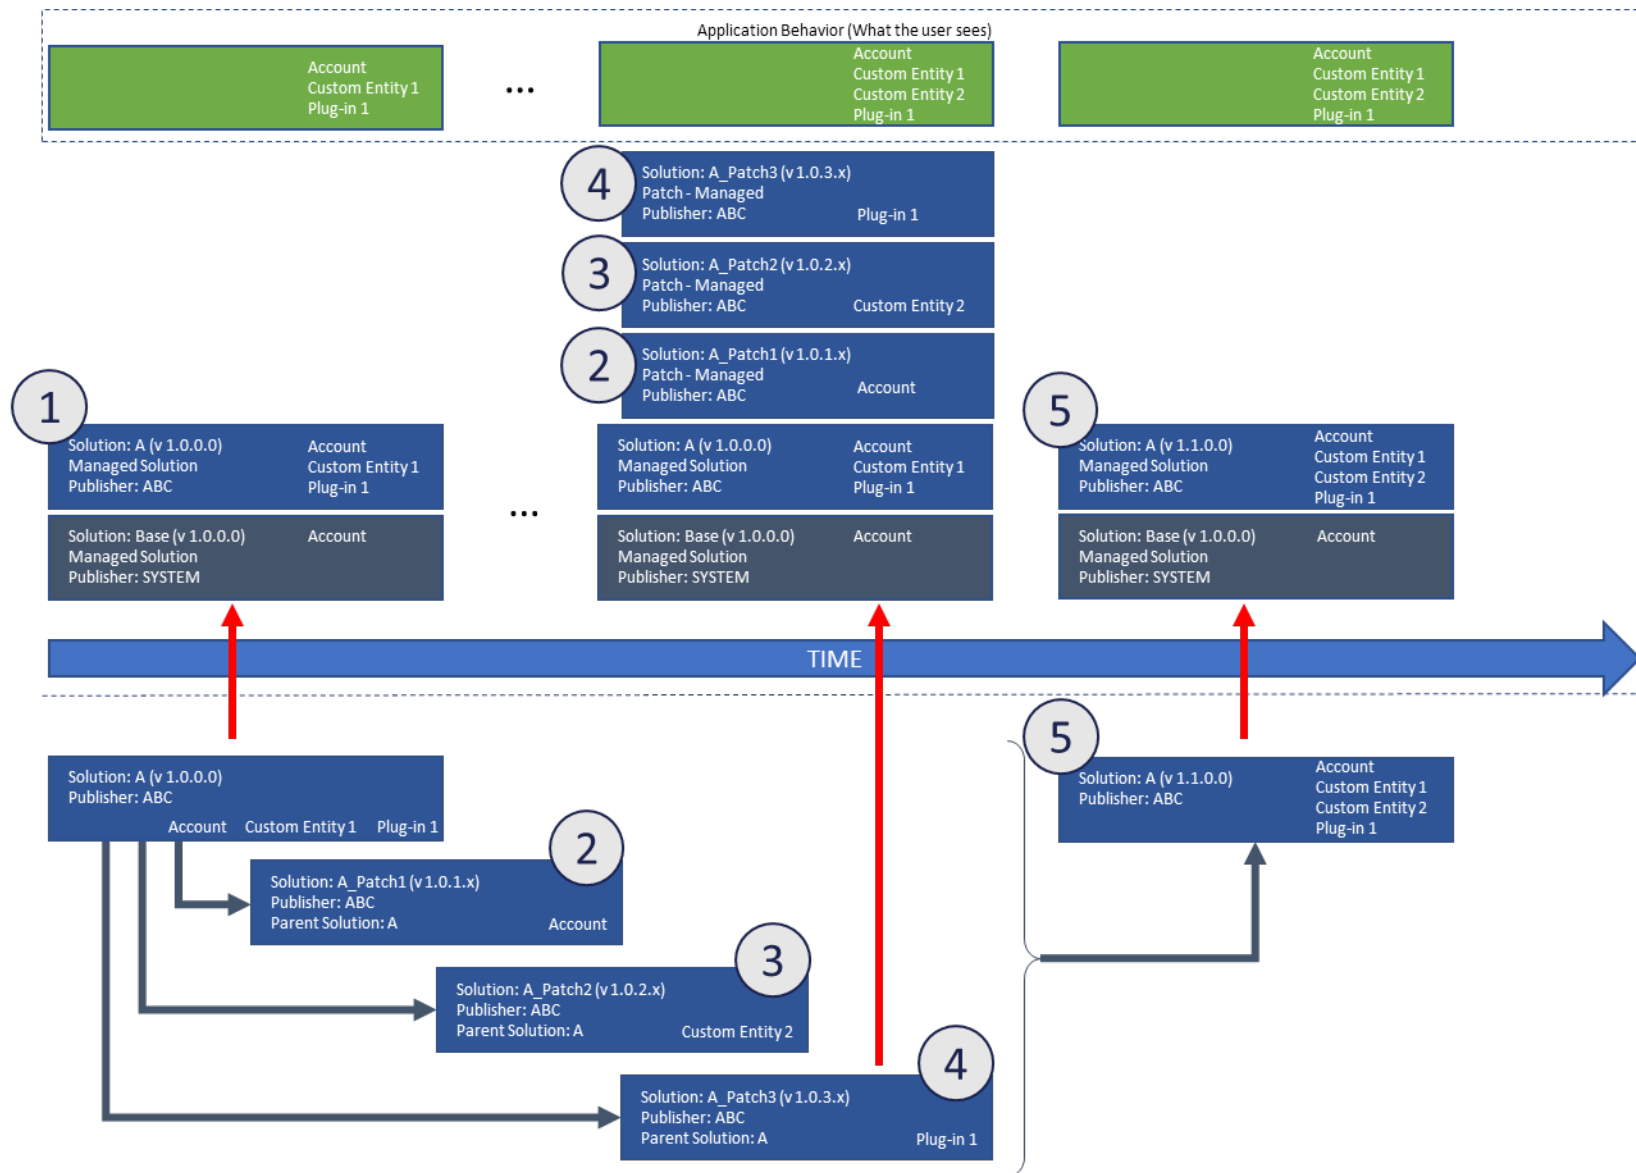 Application Behavior (What the user sees)
Account
Custom Entity 1
Plug-in 1
...
Account
Custom Entity 1
Custom Entity 2
Plug-in 1
Account
Custom Entity 1
Custom Entity 2
Plug-in 1
4
Solution: A_Patch3 (v 1.0.3.x)
Patch - Managed
Publisher: ABC
Plug-in 1
3
Solution: A_Patch2 (v 1.0.2.x)
Patch - Managed
Publisher: ABC
Custom Entity 2
2
Solution: A_Patch1 (v 1.0.1.x)
Patch - Managed
Publisher: ABC
Account
1
Solution: A (v 1.0.0.0)
Managed Solution
Publisher: ABC
Account
Custom Entity 1
Plug-in 1
Solution: Base (v 1.0.0.0)
Managed Solution
Publisher: SYSTEM
Account
...
Solution: A (v 1.0.0.0)
Managed Solution
Publisher: ABC
Account
Custom Entity 1
Plug-in 1
Solution: Base (v 1.0.0.0)
Managed Solution
Publisher: SYSTEM
Account
5
Solution: A (v 1.1.0.0)
Managed Solution
Publisher: ABC
Account
Custom Entity 1
Custom Entity 2
Plug-in 1
Solution: Base (v 1.0.0.0)
Managed Solution
Publisher: SYSTEM
Account
TIME
Solution: A (v 1.0.0.0)
Publisher: ABC
Account Custom Entity 1 Plug-in 1
2
Solution: A_Patch1 (v 1.0.1.x)
Publisher: ABC
Parent Solution: A
Account
3
Solution: A_Patch2 (v 1.0.2.x)
Publisher: ABC
Parent Solution: A
Custom Entity 2
4
Solution: A_Patch3 (v 1.0.3.x)
Publisher: ABC
Parent Solution: A
Plug-in 1
5
Solution: A (v 1.1.0.0)
Publisher: ABC
Account
Custom Entity 1
Custom Entity 2
Plug-in 1